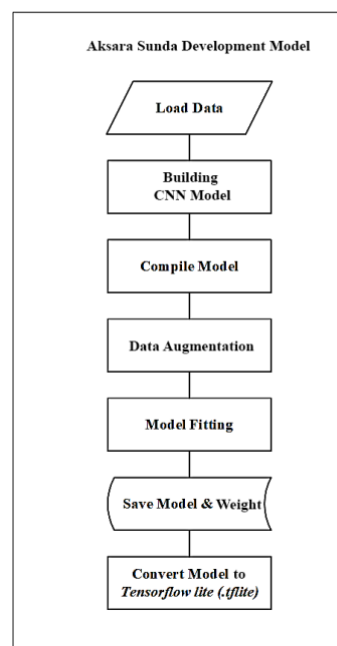 Aksara Sunda Development Model
Load Data
Building
CNN Model
Compile Model
Data Augmentation
Model Fitting
Save Model & Weight
Convert Model to
Tensorflow lite (.tflite)